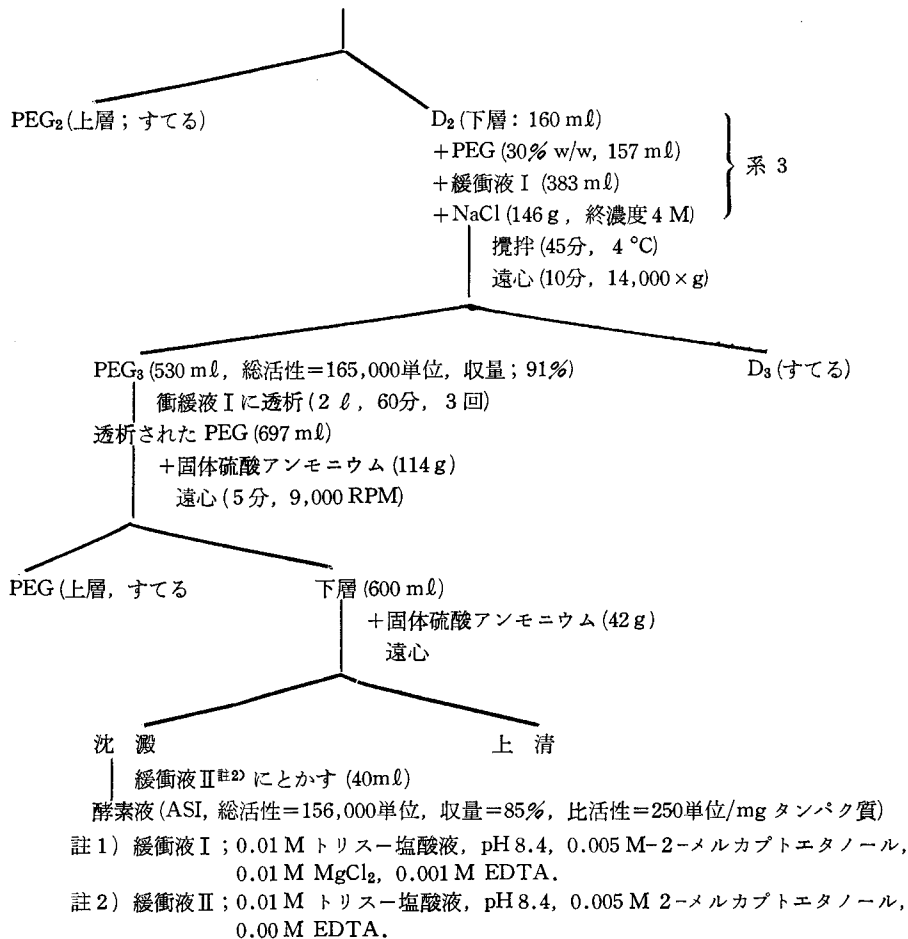 PEG₂(上層；すてる)
D₂(下層：160 mℓ)
+PEG(30% w/w, 157 mℓ)
+緩衝液Ⅰ(383 mℓ)
+NaCl(146 g, 終濃度 4 M)
系 3
攪拌(45分, 4 °C)
遠心(10分, 14,000×g)
PEG₃(530 mℓ, 総活性=165,000単位, 収量；91%)
D₃(すてる)
衝緩液Ⅰに透析(2 ℓ, 60分, 3 回)
透析された PEG(697 mℓ)
+固体硫酸アンモニウム(114 g)
遠心(5 分, 9,000 RPM)
PEG(上層, すてる
下層(600 mℓ)
+固体硫酸アンモニウム(42 g)
遠心
沈 澱
上 清
緩衝液Ⅱ註2)にとかす(40mℓ)
酵素液(ASI, 総活性=156,000単位, 収量=85%, 比活性=250単位/mg タンパク質)
註1) 緩衝液Ⅰ；0.01 M トリス-塩酸液, pH 8.4, 0.005 M-2-メルカプトエタノール,
0.01 M MgCl₂, 0.001 M EDTA.
註2) 緩衝液Ⅱ；0.01 M トリス-塩酸液, pH 8.4, 0.005 M 2-メルカプトエタノール,
0.00 M EDTA.